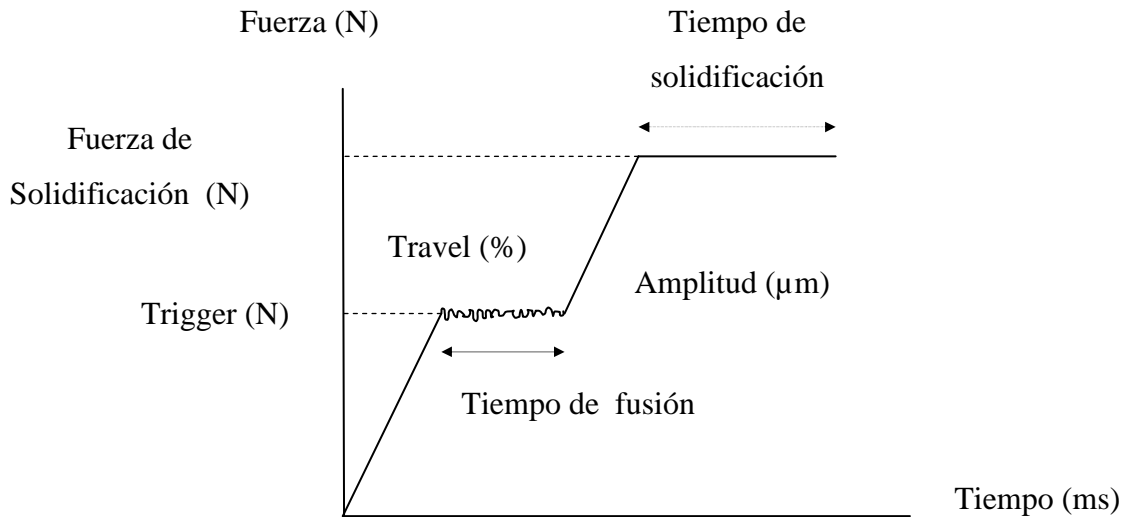 Fuerza (N)
Tiempo de
solidificación
Fuerza de
Solidificación (N)
Travel (%)
Amplitud (µm)
Trigger (N)
Tiempo de fusión
Tiempo (ms)